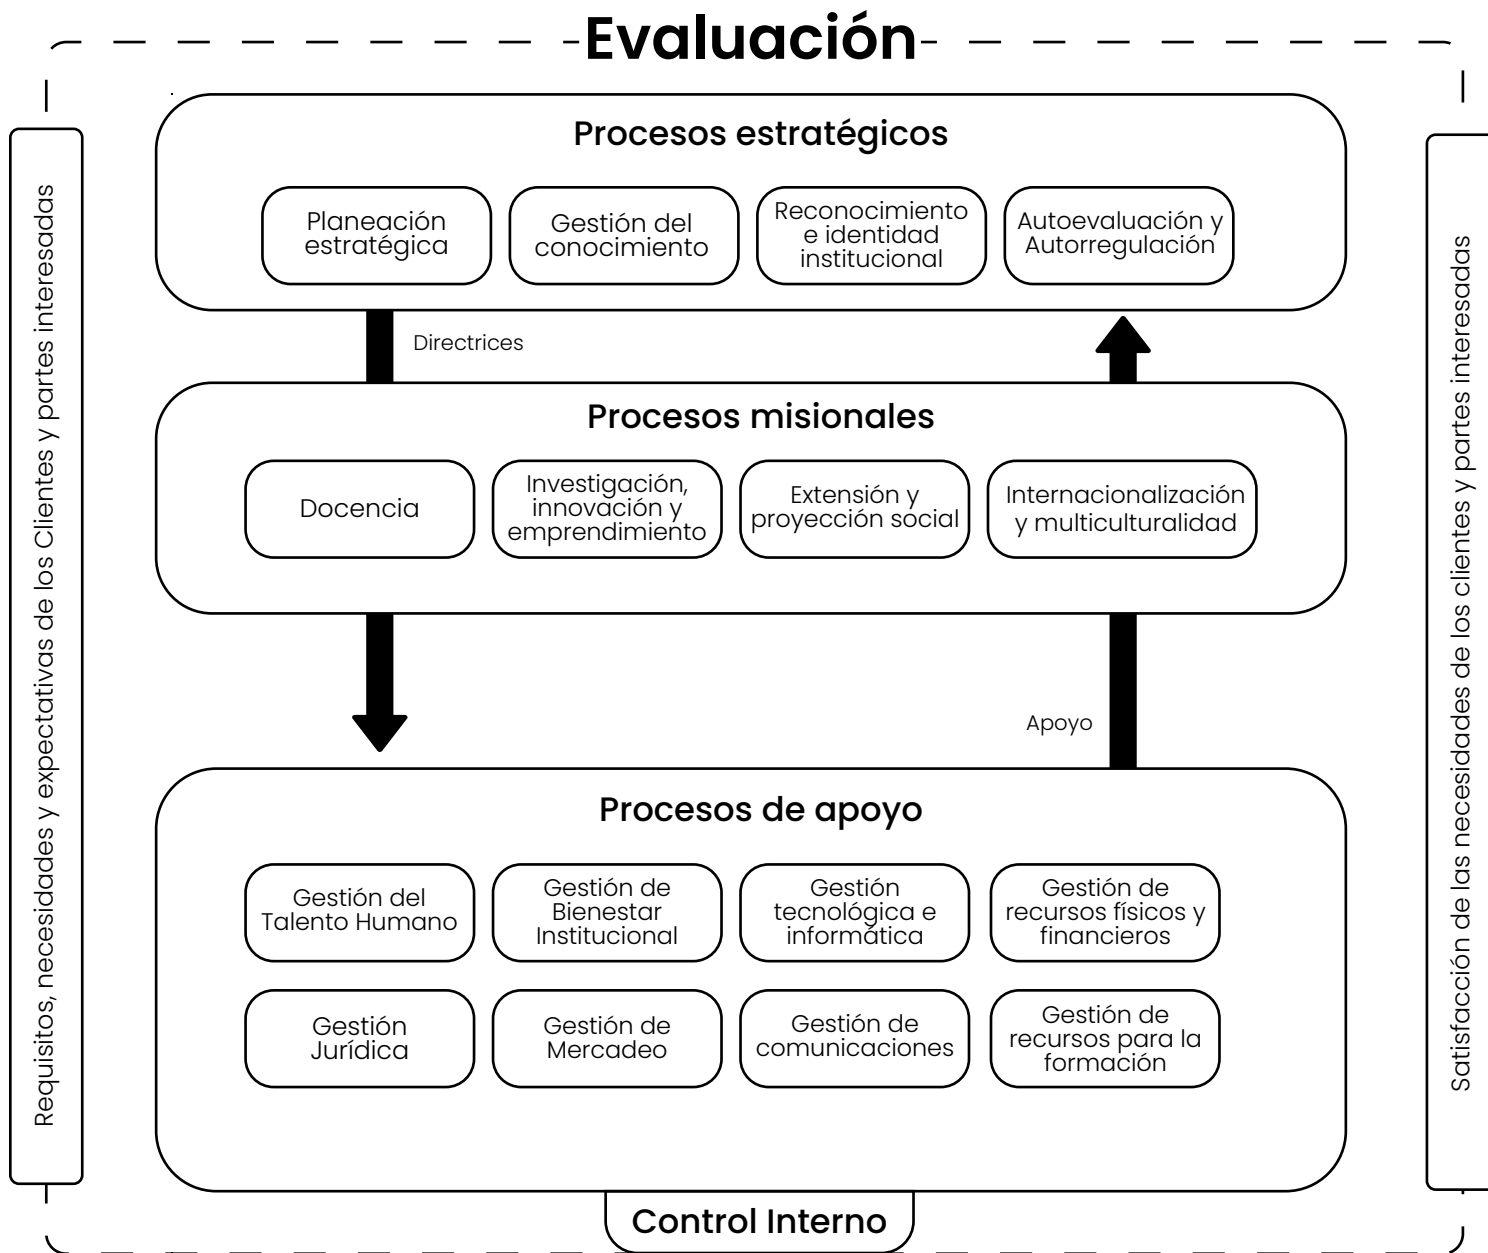 Evaluación
Requisitos, necesidades y expectativas de los Clientes y partes interesadas
Procesos estratégicos
Planeación
estratégica
Gestión del
conocimiento
Reconocimiento
e identidad
institucional
Autoevaluación y
Autorregulación
Directrices
Procesos misionales
Docencia
Investigación,
innovación y
emprendimiento
Extensión y
proyección social
Internacionalización
y multiculturalidad
Apoyo
Procesos de apoyo
Gestión del
Talento Humano
Gestión de
Bienestar
Institucional
Gestión
tecnológica e
informática
Gestión de
recursos físicos y
financieros
Gestión
Jurídica
Gestión de
Mercadeo
Gestión de
comunicaciones
Gestión de
recursos para la
formación
Control Interno
Satisfacción de las necesidades de los clientes y partes interesadas